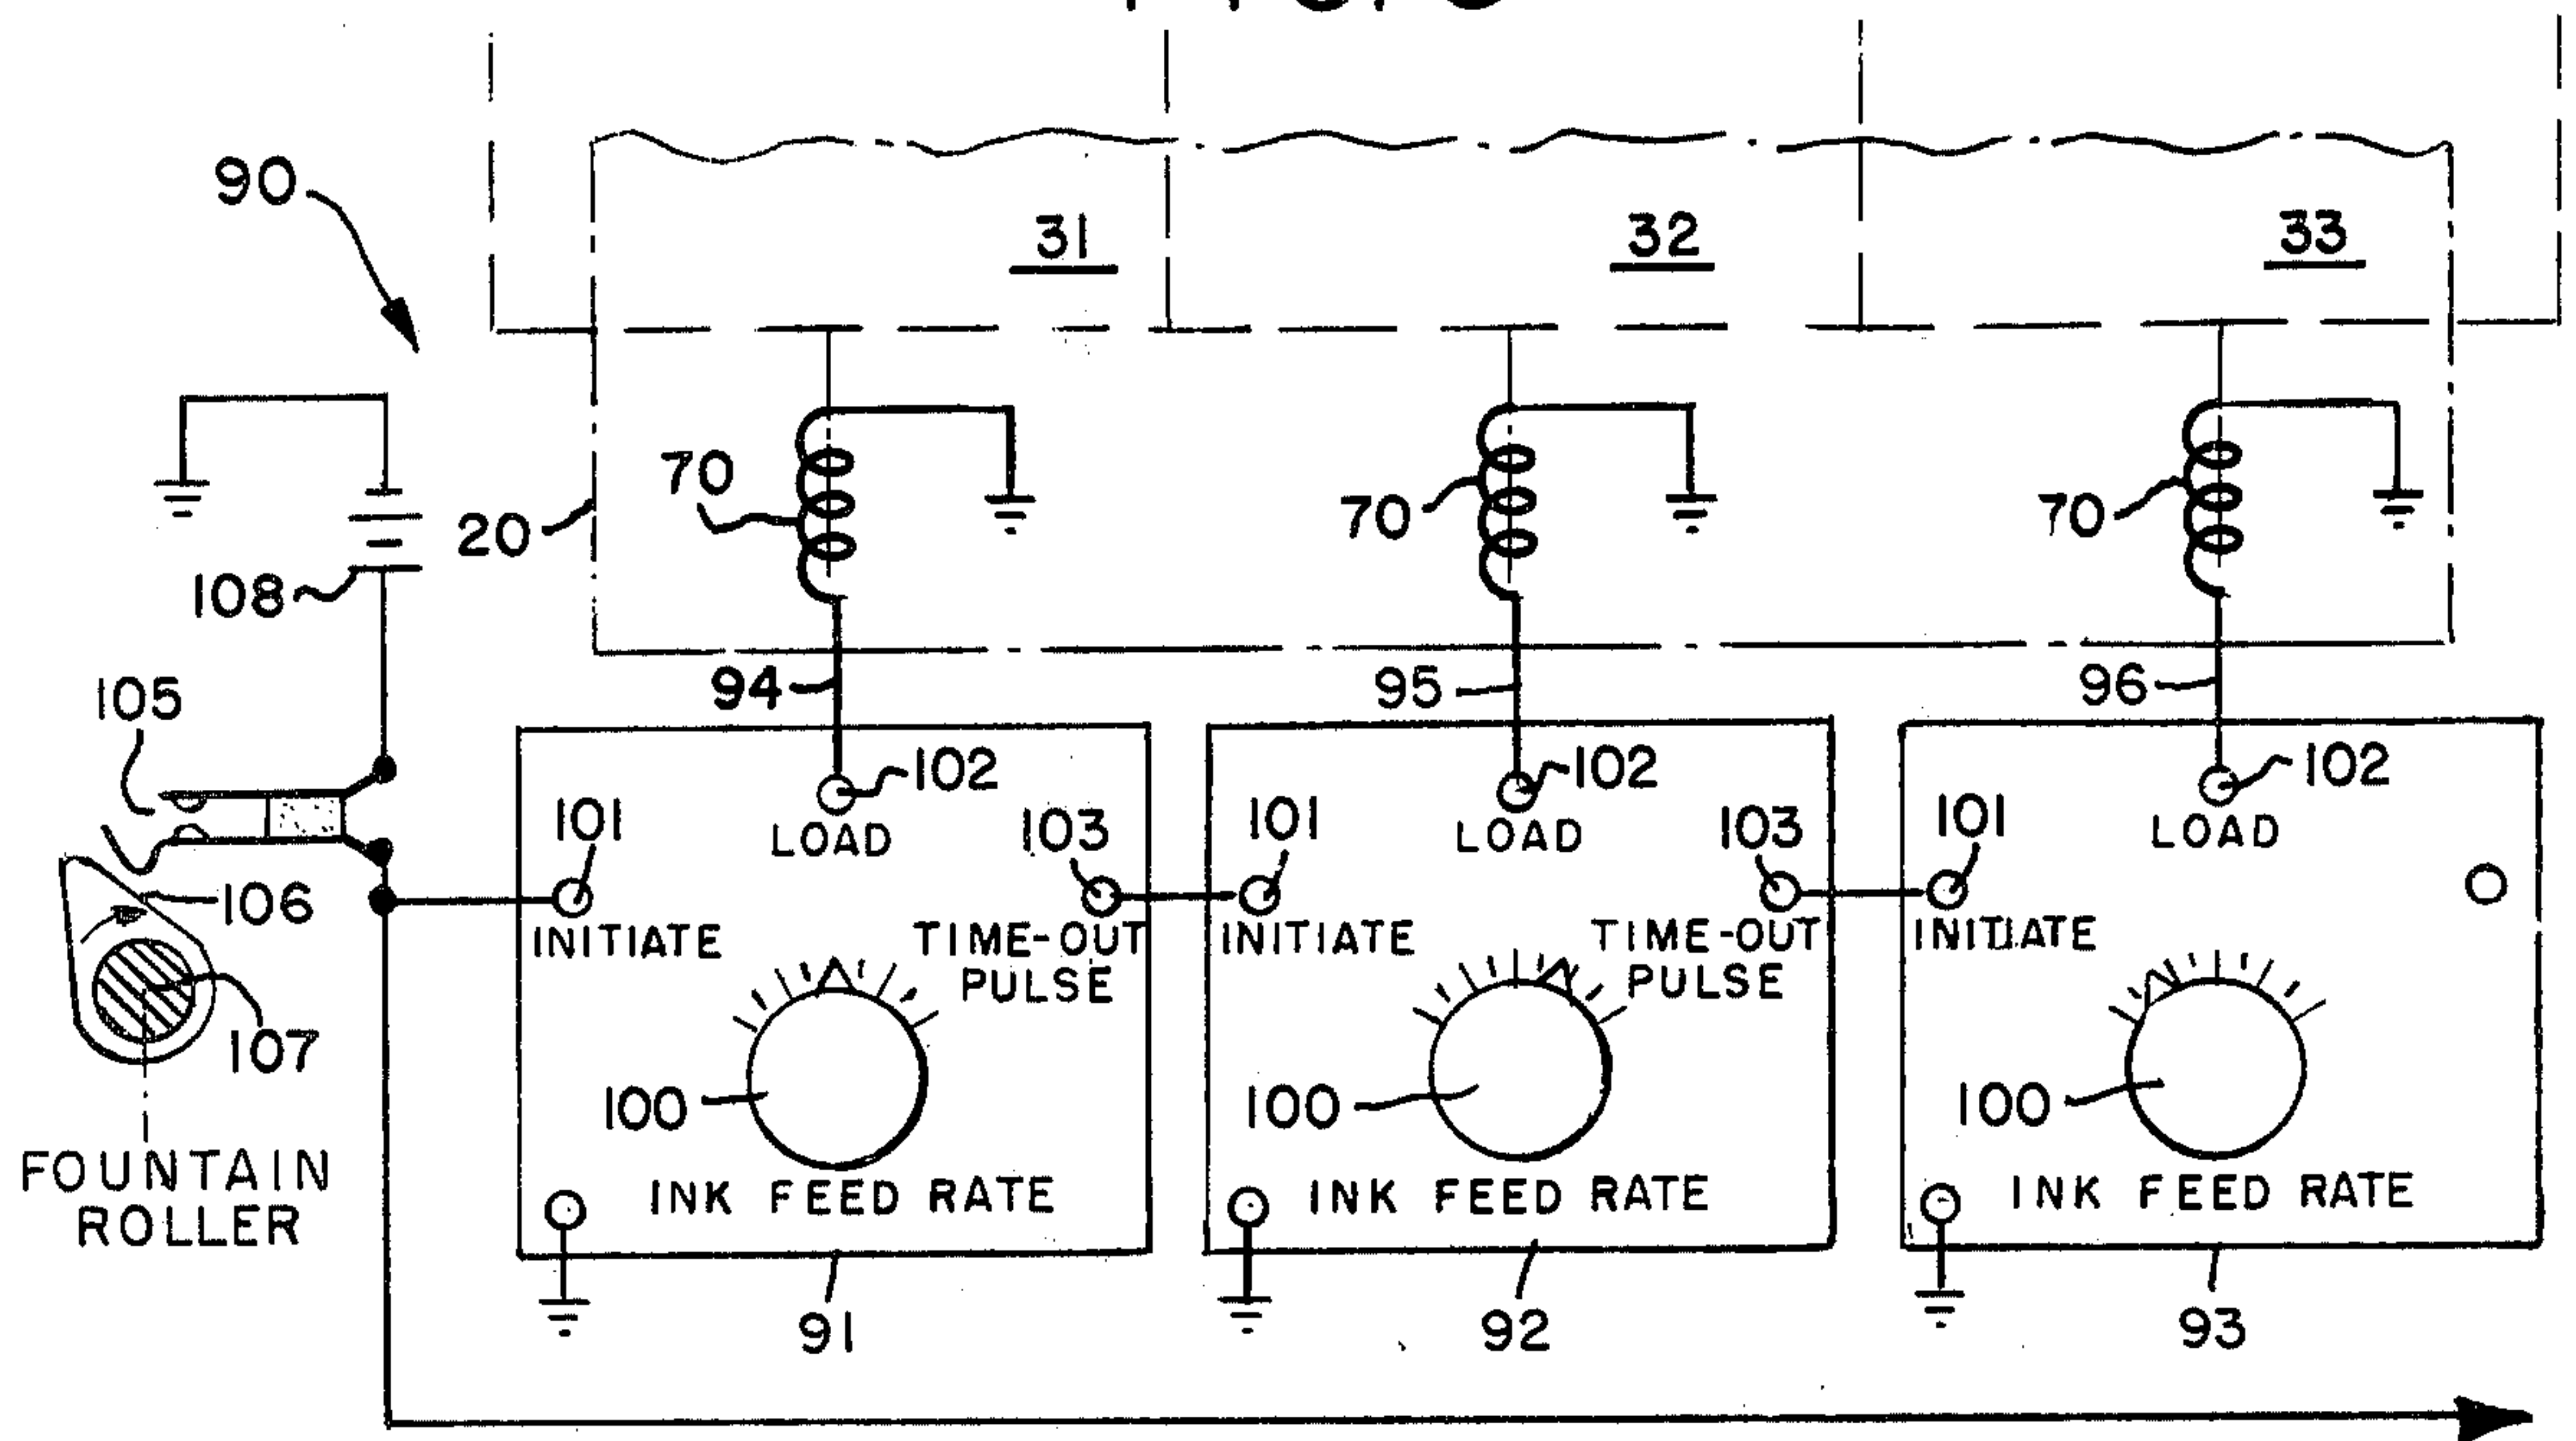 90
31
32
33
70
70
70
20
108
94
95
96
105
102
102
102
101
LOAD
103
101
LOAD
103
101
LOAD
106
INITIATE
TIME-OUT
PULSE
INITIATE
TIME-OUT
PULSE
INITIATE
107
100
100
100
FOUNTAIN
ROLLER
INK FEED RATE
INK FEED RATE
INK FEED RATE
91
92
93